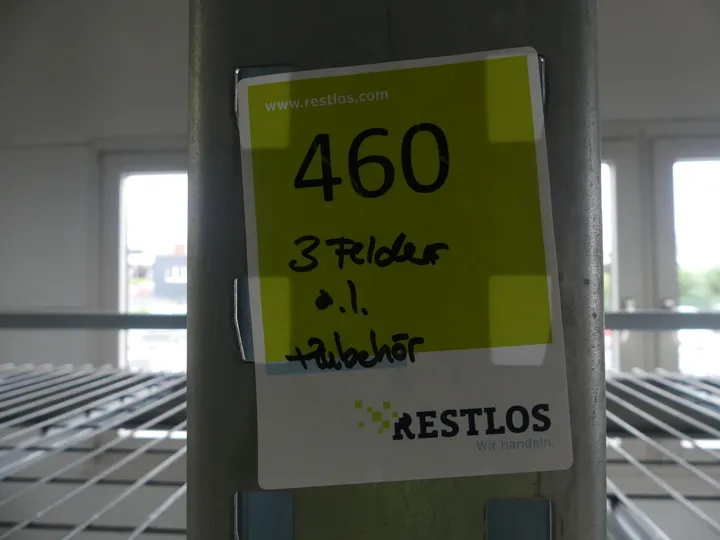 www.restlos.com
460
3 Felder
o.l.
+Zubehör
RESTLOS
Wir handeln.